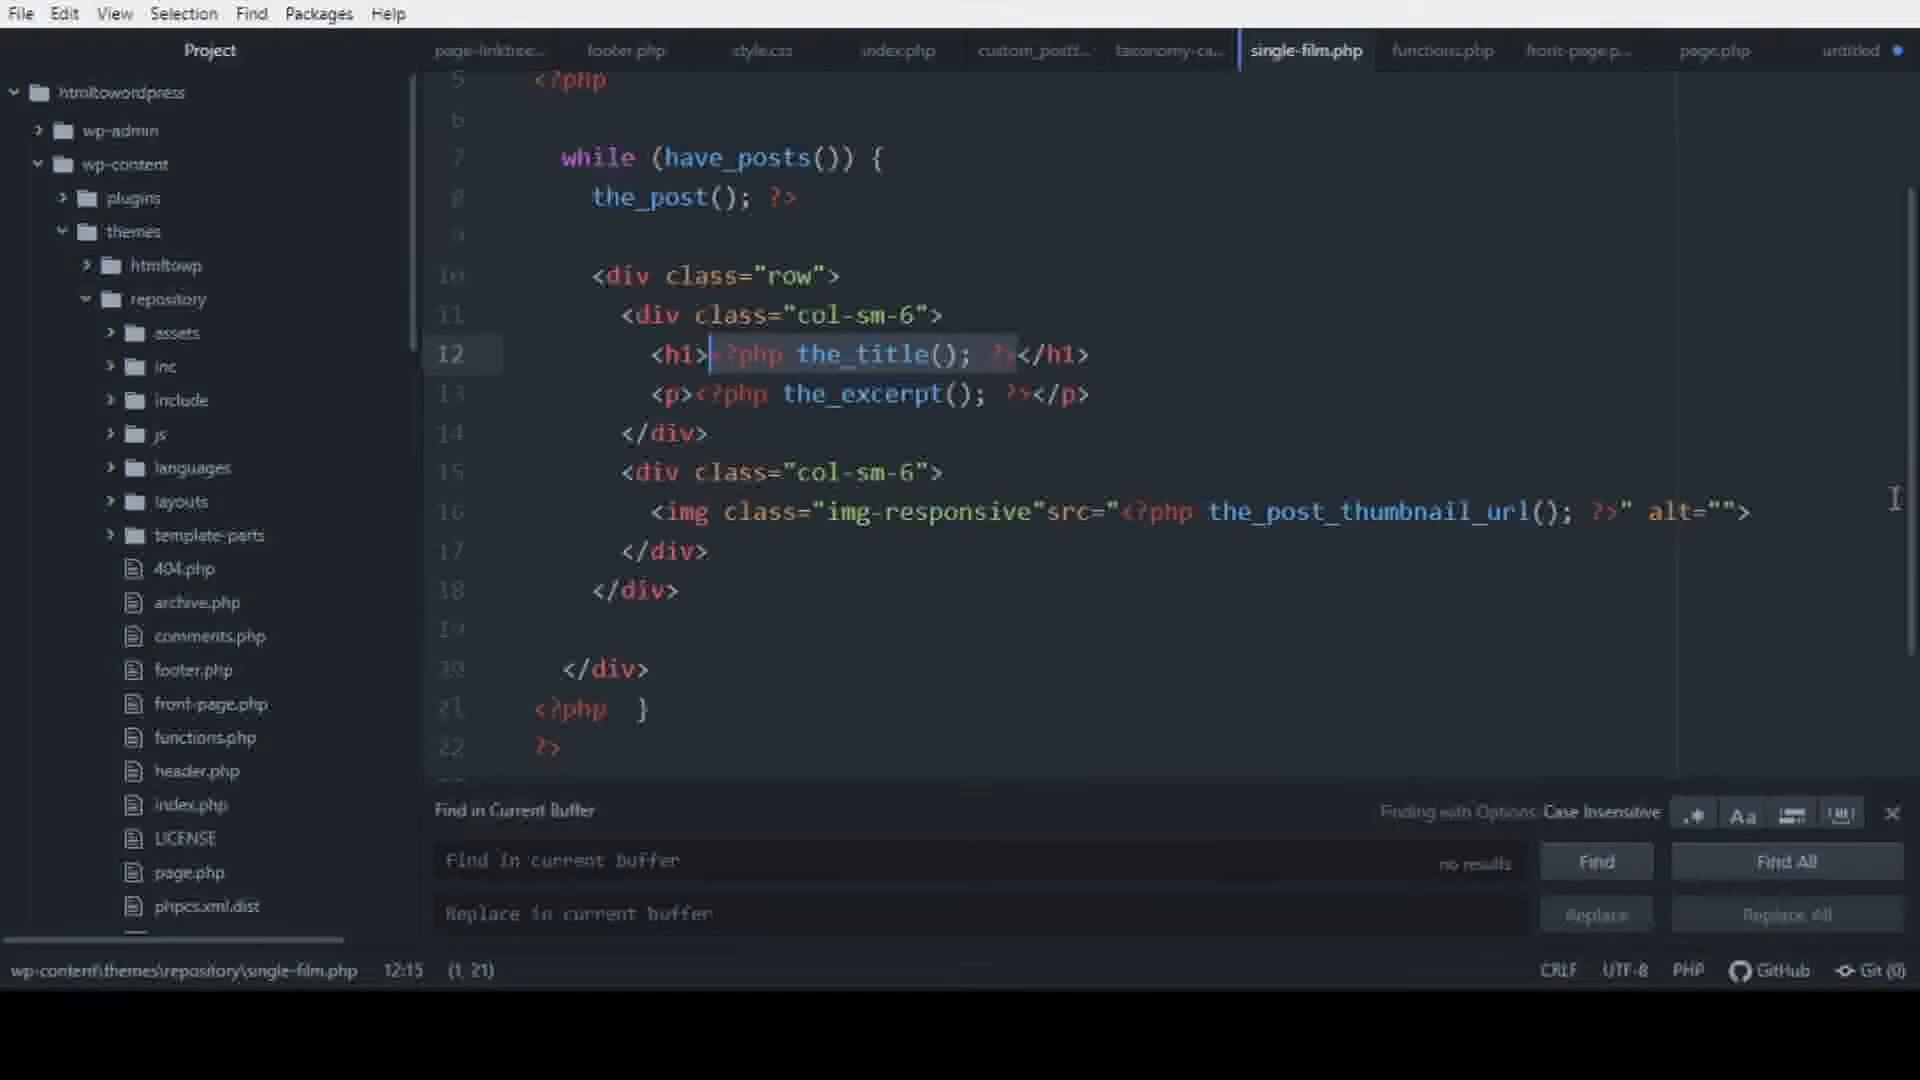 File Edit View Selection Find Packages Help
Project
page-linktree... footer.php style.css index.php custom_postt... taxonomy-ca... single-film.php functions.php front-page.p... page.php untitled
htmltowordpress
wp-admin
wp-content
plugins
themes
htmltowp
repository
assets
inc
include
js
languages
layouts
template-parts
404.php
archive.php
comments.php
footer.php
front-page.php
functions.php
header.php
index.php
LICENSE
page.php
phpcs.xml.dist
5 <?php
6
7 while (have_posts()) {
8 the_post(); ?>
9
10 <div class="row">
11 <div class="col-sm-6">
12 <h1><?php the_title(); ?></h1>
13 <p><?php the_excerpt(); ?></p>
14 </div>
15 <div class="col-sm-6">
16 <img class="img-responsive"src="<?php the_post_thumbnail_url(); ?>" alt="">
17 </div>
18 </div>
19
20 </div>
21 <?php }
22 ?>
Find in Current Buffer Finding with Options: Case Insensitive .* Aa
Find in current buffer no results Find Find All
Replace in current buffer Replace Replace All
wp-content\themes\repository\single-film.php 12:15 (1, 21) CRLF UTF-8 PHP GitHub Git (0)